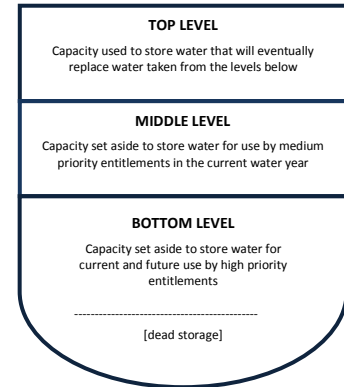 TOP LEVEL
Capacity used to store water that will eventually
replace water taken from the levels below
MIDDLE LEVEL
Capacity set aside to store water for use by medium
priority entitlements in the current water year
BOTTOM LEVEL
Capacity set aside to store water for
current and future use by high priority
entitlements
---------------------------------------------
[dead storage]